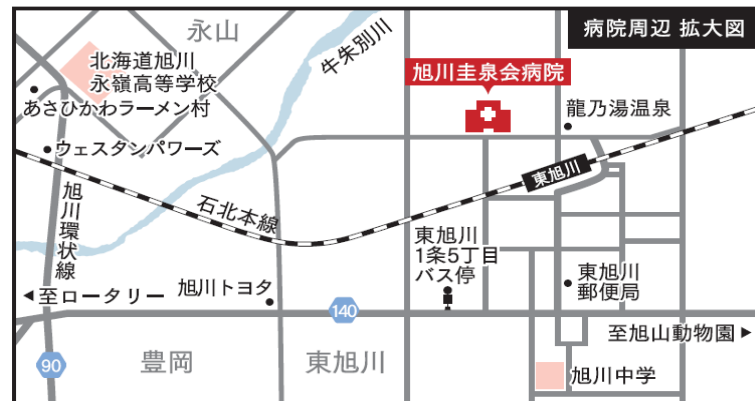 病院周辺 拡大図
永山
牛朱別川
北海道旭川
永嶺高等学校
あさひかわラーメン村
旭川圭泉会病院
龍乃湯温泉
ウェスタンパワーズ
東旭川
旭川環状線
石北本線
東旭川
1条5丁目
バス停
東旭川
郵便局
◀至ロータリー
旭川トヨタ
140
至旭山動物園▶
90
豊岡
東旭川
旭川中学